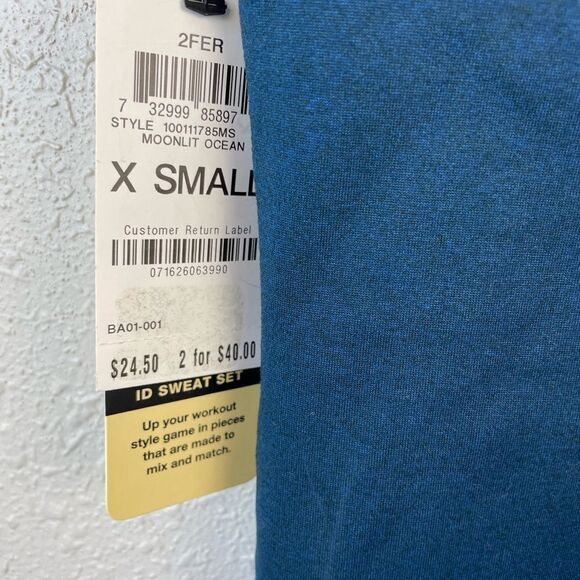 2FER
7 32999 85897
STYLE 100111785MS
MOONLIT OCEAN
X SMALL
Customer Return Label
071626063990
BA01-001
$24.50 2 for $40.00
ID SWEAT SET
Up your workout
style game in pieces
that are made to
mix and match.